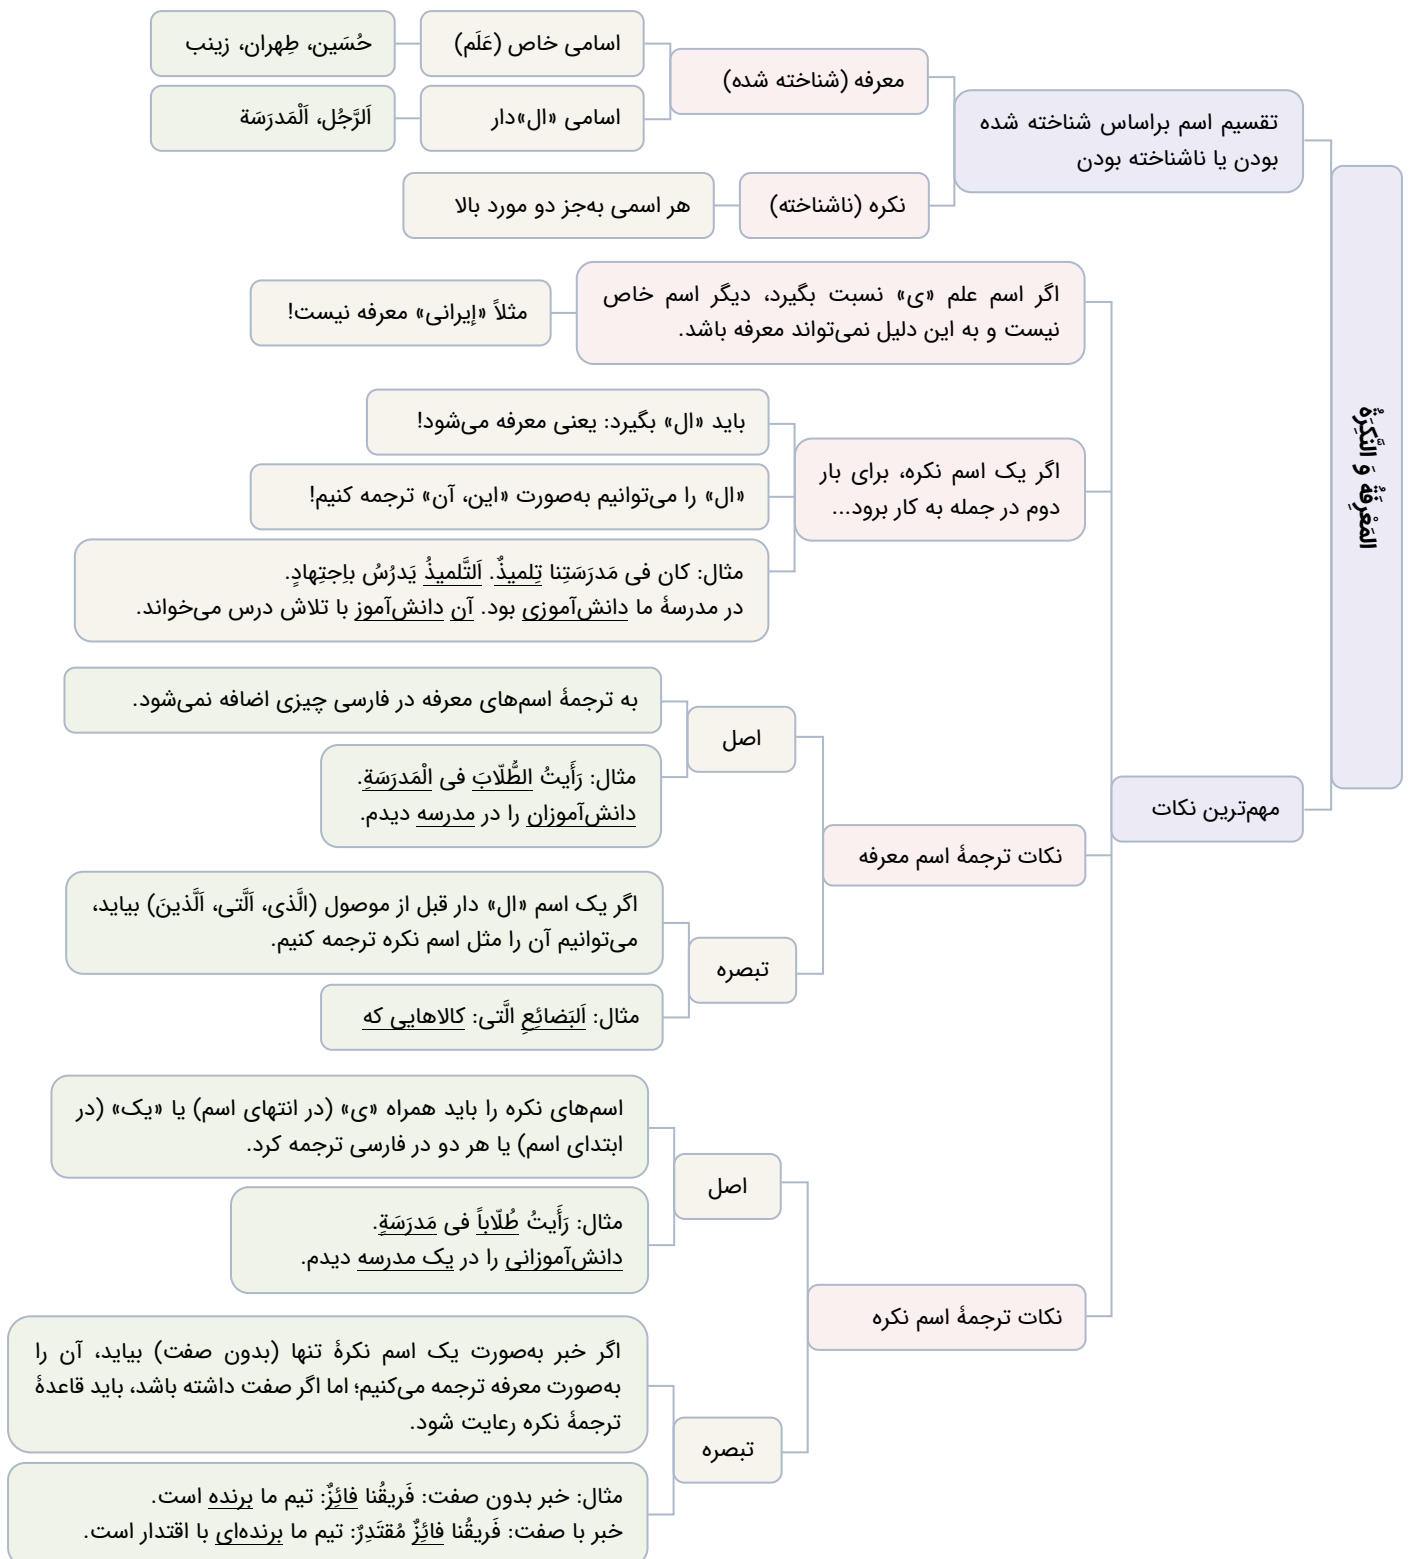 المَعْرِفَةُ وَ النَّکِرَةُ
تقسیم اسم براساس شناخته شده
بودن یا ناشناخته بودن
معرفه (شناخته شده)
اسامی خاص (عَلَم)
حُسَین، طِهران، زینب
اسامی «ال»دار
اَلرَّجُل، اَلْمَدرَسَة
نکره (ناشناخته)
هر اسمی به‌جز دو مورد بالا
مهم‌ترین نکات
اگر اسم علم «ی» نسبت بگیرد، دیگر اسم خاص
نیست و به این دلیل نمی‌تواند معرفه باشد.
مثلاً «إیرانی» معرفه نیست!
اگر یک اسم نکره، برای بار
دوم در جمله به کار برود...
باید «ال» بگیرد: یعنی معرفه می‌شود!
«ال» را می‌توانیم به‌صورت «این، آن» ترجمه کنیم!
مثال: کان فی مَدرَسَتِنا تِلمیذٌ. اَلتَّلمیذُ یَدرُسُ بِاجتِهادٍ.
در مدرسهٔ ما دانش‌آموزی بود. آن دانش‌آموز با تلاش درس می‌خواند.
نکات ترجمهٔ اسم معرفه
اصل
به ترجمهٔ اسم‌های معرفه در فارسی چیزی اضافه نمی‌شود.
مثال: رَأَیتُ الطُّلّابَ فی الْمَدرَسَةِ.
دانش‌آموزان را در مدرسه دیدم.
تبصره
اگر یک اسم «ال» دار قبل از موصول (الَّذی، اَلَّتی، اَلَّذینَ) بیاید،
می‌توانیم آن را مثل اسم نکره ترجمه کنیم.
مثال: اَلبَضائِعِ الَّتی: کالاهایی که
نکات ترجمهٔ اسم نکره
اصل
اسم‌های نکره را باید همراه «ی» (در انتهای اسم) یا «یک» (در
ابتدای اسم) یا هر دو در فارسی ترجمه کرد.
مثال: رَأَیتُ طُلّاباً فی مَدرَسَةٍ.
دانش‌آموزانی را در یک مدرسه دیدم.
تبصره
اگر خبر به‌صورت یک اسم نکرهٔ تنها (بدون صفت) بیاید، آن را
به‌صورت معرفه ترجمه می‌کنیم؛ اما اگر صفت داشته باشد، باید قاعدهٔ
ترجمهٔ نکره رعایت شود.
مثال: خبر بدون صفت: فَریقُنا فائِزٌ: تیم ما برنده است.
خبر با صفت: فَریقُنا فائِزٌ مُقتَدِرٌ: تیم ما برنده‌ای با اقتدار است.